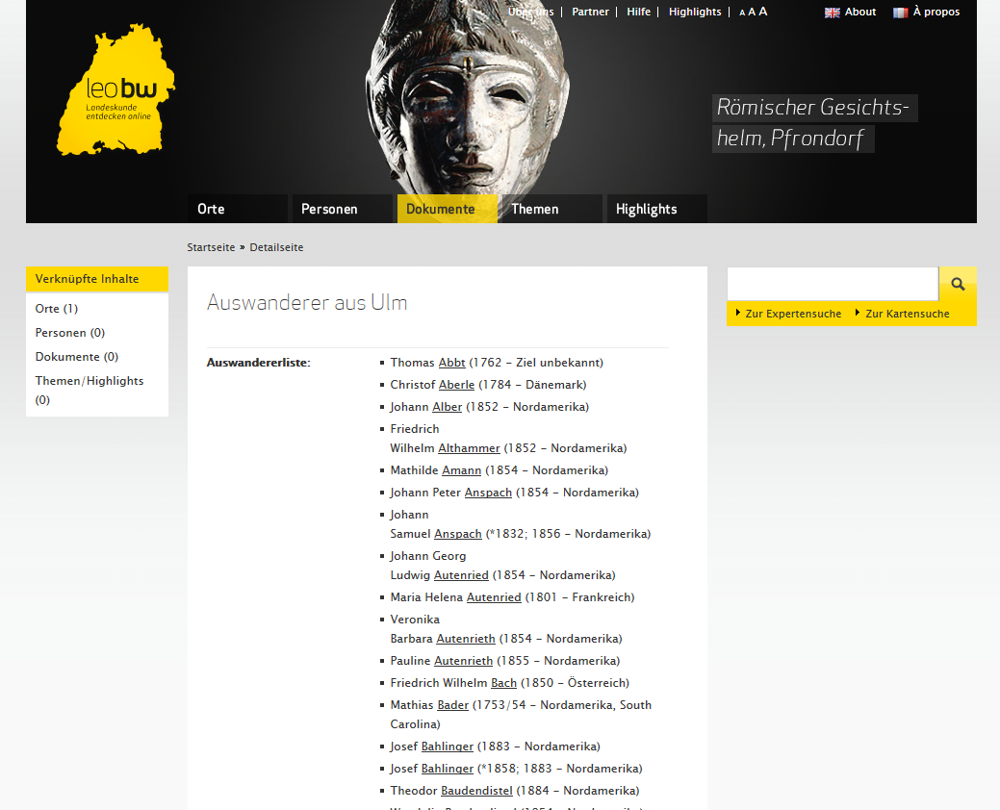 Über uns | Partner | Hilfe | Highlights | A A A About À propos
leobw
Landeskunde
entdecken online
Römischer Gesichts-
helm, Pfrondorf
Orte Personen Dokumente Themen Highlights
Startseite » Detailseite
Verknüpfte Inhalte
Orte (1)
Personen (0)
Dokumente (0)
Themen/Highlights
(0)
Auswanderer aus Ulm
Auswandererliste:
Thomas Abbt (1762 - Ziel unbekannt)
Christof Aberle (1784 - Dänemark)
Johann Alber (1852 - Nordamerika)
Friedrich
Wilhelm Althammer (1852 - Nordamerika)
Mathilde Amann (1854 - Nordamerika)
Johann Peter Anspach (1854 - Nordamerika)
Johann
Samuel Anspach (*1832; 1856 - Nordamerika)
Johann Georg
Ludwig Autenried (1854 - Nordamerika)
Maria Helena Autenried (1801 - Frankreich)
Veronika
Barbara Autenrieth (1854 - Nordamerika)
Pauline Autenrieth (1855 - Nordamerika)
Friedrich Wilhelm Bach (1850 - Österreich)
Mathias Bader (1753/54 - Nordamerika, South
Carolina)
Josef Bahlinger (1883 - Nordamerika)
Josef Bahlinger (*1858; 1883 - Nordamerika)
Theodor Baudendistel (1884 - Nordamerika)
Zur Expertensuche Zur Kartensuche